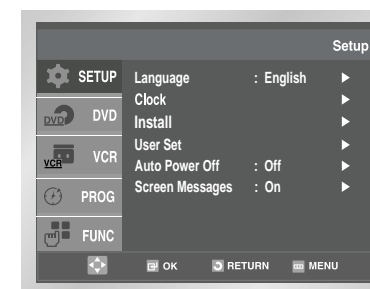 Setup
SETUP
DVD
DVD
VCR
VCR
PROG
FUNC
Language : English ►
Clock ►
Install ►
User Set ►
Auto Power Off : Off ►
Screen Messages : On ►
OK RETURN MENU